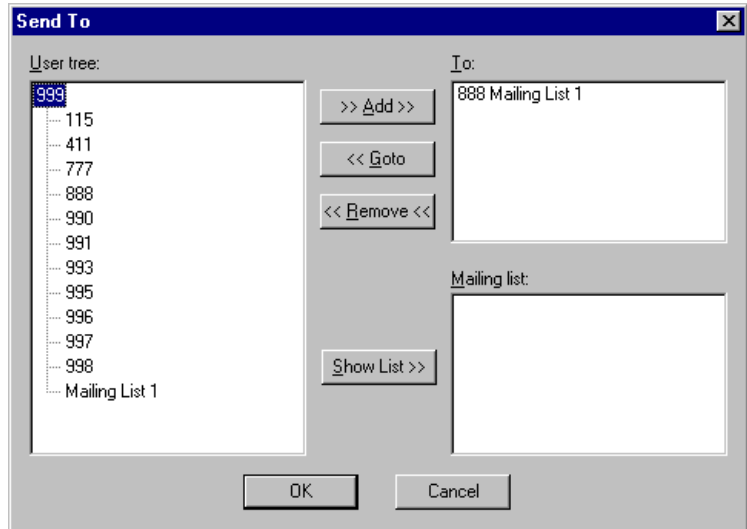 Send To
User tree:
999
115
411
777
888
990
991
993
995
996
997
998
Mailing List 1
>> Add >>
<< Goto
<< Remove <<
Show List >>
To:
888 Mailing List 1
Mailing list:
OK
Cancel